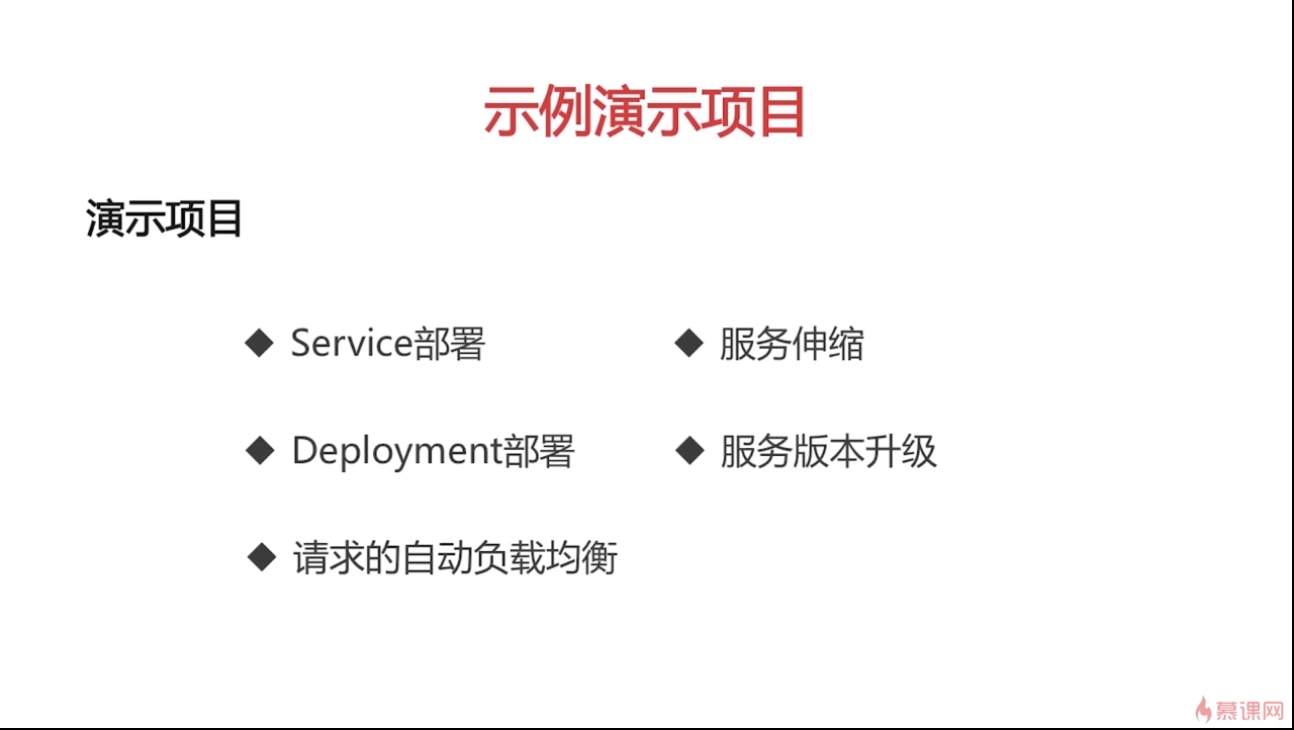 示例演示项目
演示项目
Service部署
服务伸缩
Deployment部署
服务版本升级
请求的自动负载均衡
慕课网